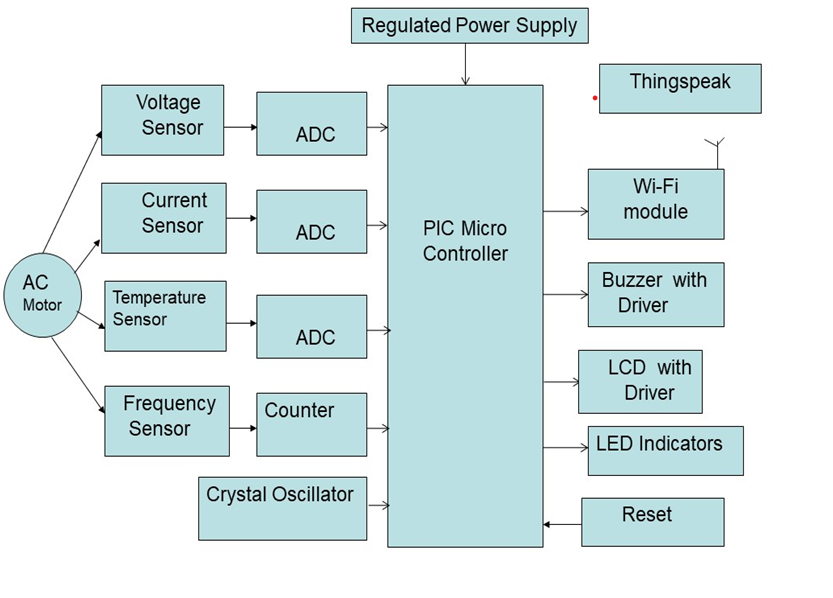 Regulated Power Supply
Thingspeak
Voltage
Sensor
ADC
Current
Sensor
ADC
PIC Micro
Controller
Wi-Fi
module
AC
Motor
Temperature
Sensor
ADC
Buzzer with
Driver
LCD with
Driver
Frequency
Sensor
Counter
LED Indicators
Crystal Oscillator
Reset